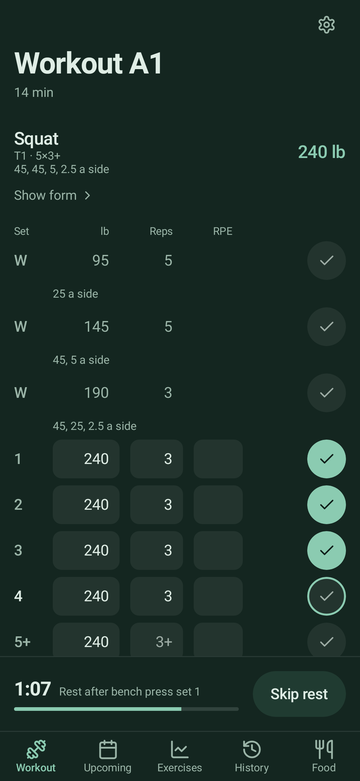 Workout A1
14 min
Squat
T1 · 5×3+
45, 45, 5, 2.5 a side
240 lb
Show form
Set lb Reps RPE
W 95 5
25 a side
W 145 5
45, 5 a side
W 190 3
45, 25, 2.5 a side
1 240 3
2 240 3
3 240 3
4 240 3
5+ 240 3+
1:07 Rest after bench press set 1
Skip rest
Workout Upcoming Exercises History Food